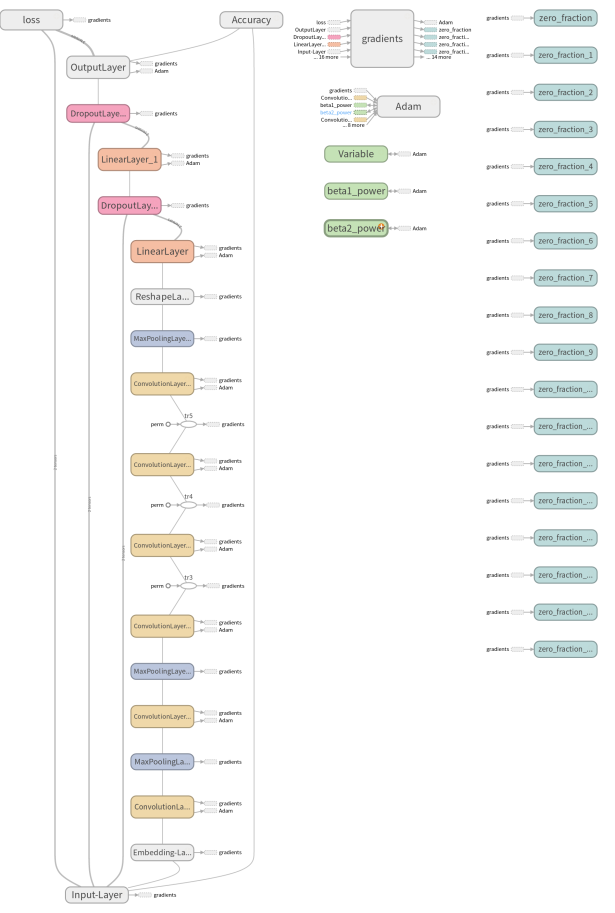 loss
gradients
Accuracy
OutputLayer
gradients
Adam
DropoutLaye...
gradients
LinearLayer_1
gradients
Adam
DropoutLay...
gradients
LinearLayer
gradients
Adam
ReshapeLa...
gradients
MaxPoolingLaye...
gradients
ConvolutionLayer...
gradients
Adam
tr5
perm
gradients
ConvolutionLayer...
gradients
Adam
tr4
perm
gradients
ConvolutionLayer...
gradients
Adam
tr3
perm
gradients
ConvolutionLayer...
gradients
Adam
MaxPoolingLaye...
gradients
ConvolutionLayer...
gradients
Adam
MaxPoolingLa...
gradients
ConvolutionLa...
gradients
Adam
Embedding-La...
gradients
Input-Layer
gradients
loss
OutputLayer
DropoutLay...
LinearLayer...
Input-Layer
... 16 more
gradients
Adam
zero_fraction
zero_fracti...
zero_fracti...
zero_fracti...
... 14 more
gradients
Convolutio...
beta1_power
beta2_power
Convolutio...
... 8 more
Adam
Variable
Adam
beta1_power
Adam
beta2_power
Adam
gradients
zero_fraction
gradients
zero_fraction_1
gradients
zero_fraction_2
gradients
zero_fraction_3
gradients
zero_fraction_4
gradients
zero_fraction_5
gradients
zero_fraction_6
gradients
zero_fraction_7
gradients
zero_fraction_8
gradients
zero_fraction_9
gradients
zero_fraction_...
gradients
zero_fraction_...
gradients
zero_fraction_...
gradients
zero_fraction_...
gradients
zero_fraction_...
gradients
zero_fraction_...
gradients
zero_fraction_...
gradients
zero_fraction_...